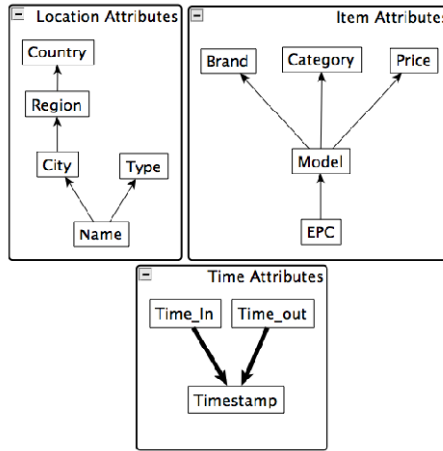 Location Attributes
Country
Region
City
Type
Name
Item Attributes
Brand
Category
Price
Model
EPC
Time Attributes
Time_In
Time_out
Timestamp